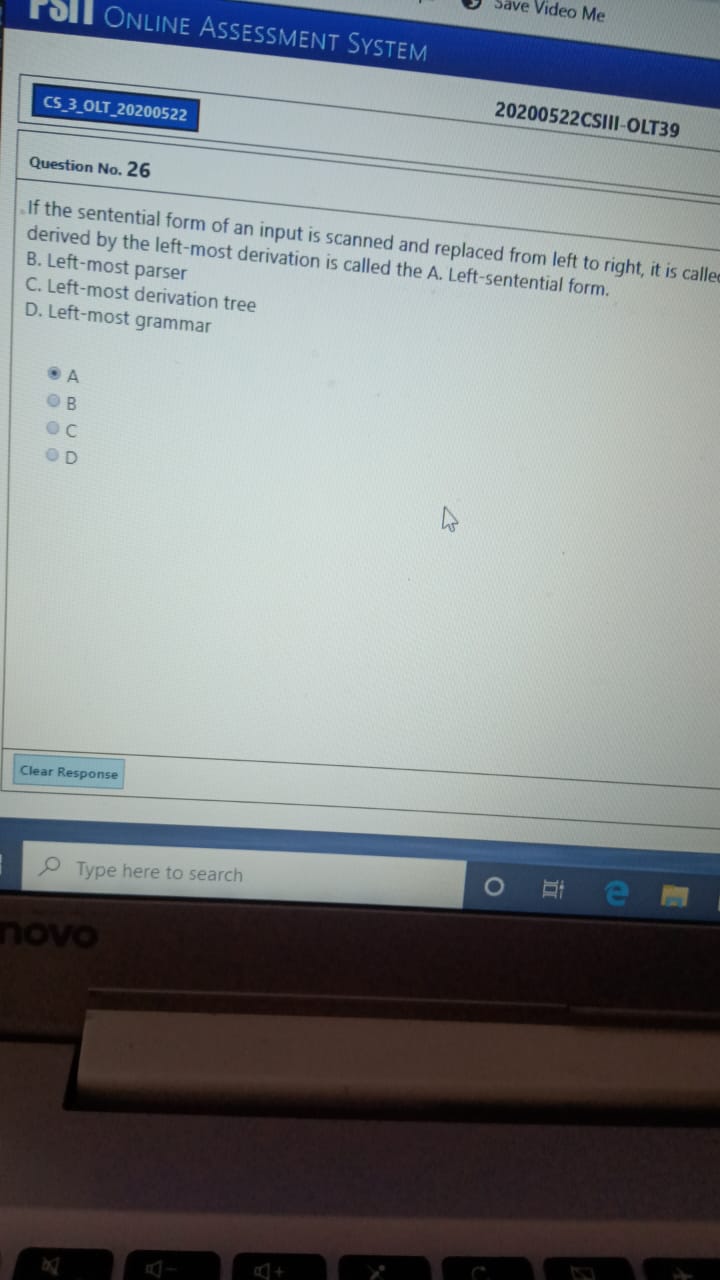 Save Video Me
PSIT ONLINE ASSESSMENT SYSTEM
CS_3_OLT_20200522
20200522CSIII-OLT39
Question No. 26
If the sentential form of an input is scanned and replaced from left to right, it is called
derived by the left-most derivation is called the A. Left-sentential form.
B. Left-most parser
C. Left-most derivation tree
D. Left-most grammar
A
B
C
D
Clear Response
Type here to search
novo